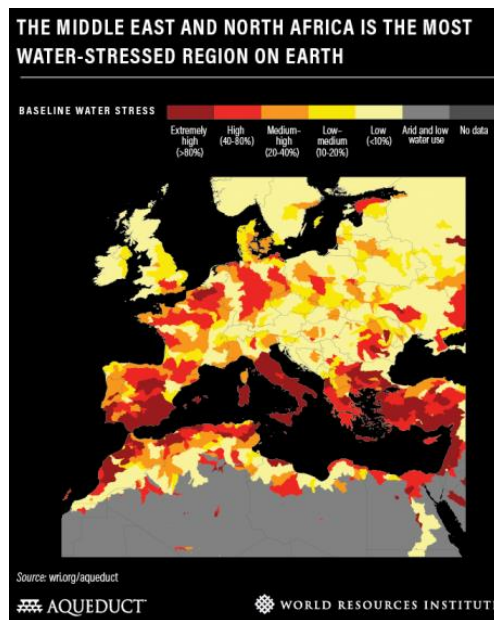 THE MIDDLE EAST AND NORTH AFRICA IS THE MOST
WATER-STRESSED REGION ON EARTH
BASELINE WATER STRESS
Extremely high (>80%)
High (40-80%)
Medium-high (20-40%)
Low-medium (10-20%)
Low (<10%)
Arid and low water use
No data
Source: wri.org/aqueduct
AQUEDUCT™
WORLD RESOURCES INSTITUT